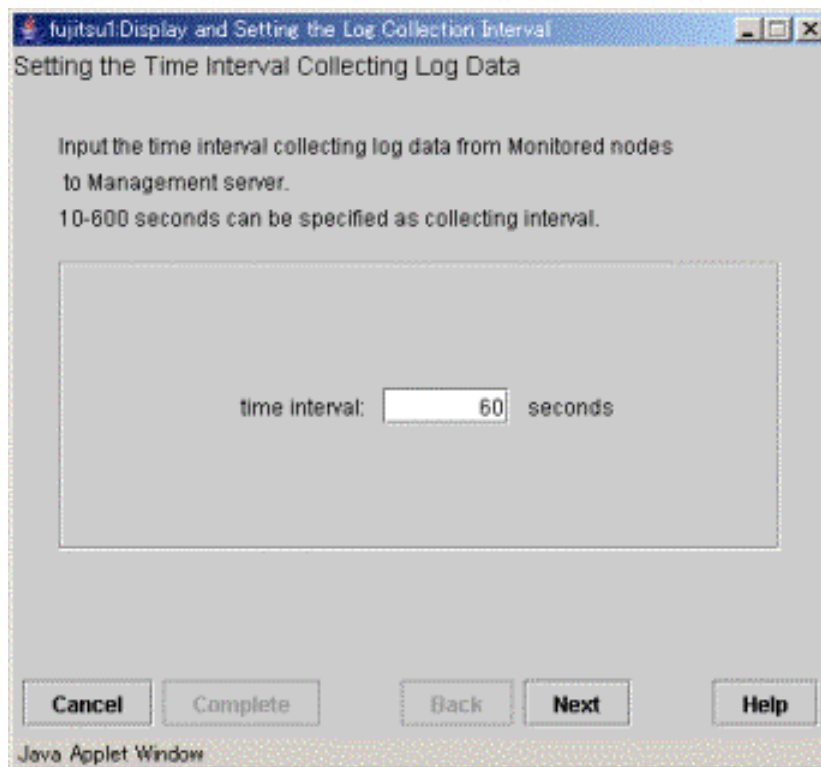 fujitsu1:Display and Setting the Log Collection Interval
Setting the Time Interval Collecting Log Data
Input the time interval collecting log data from Monitored nodes
to Management server.
10-600 seconds can be specified as collecting interval.
time interval: 60 seconds
Cancel Complete Back Next Help
Java Applet Window